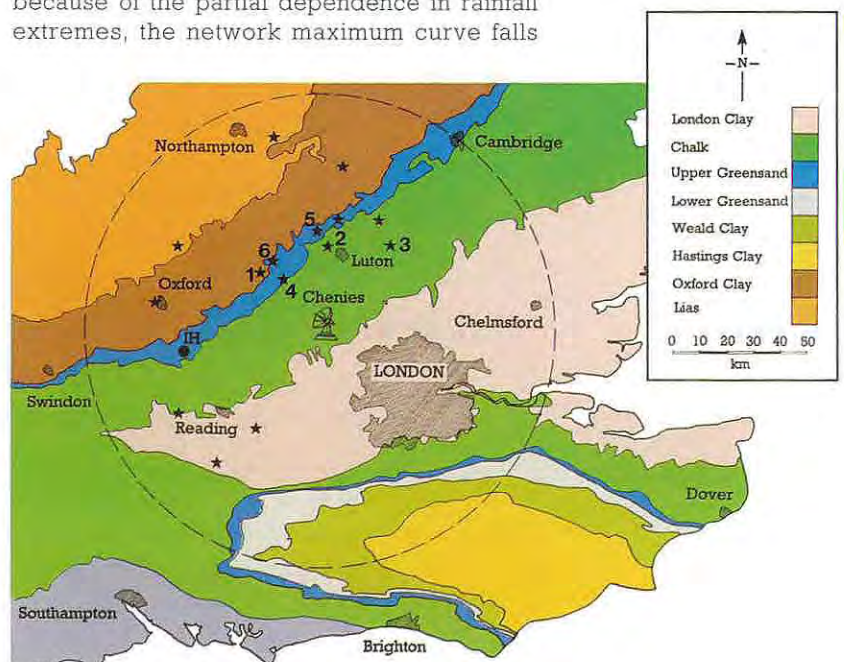 because of the partial dependence in rainfall
extremes, the network maximum curve falls
N
London Clay
Chalk
Upper Greensand
Lower Greensand
Weald Clay
Hastings Clay
Oxford Clay
Lias
0 10 20 30 40 50
km
Northampton
Cambridge
5
2
3
Luton
6
1
4
Oxford
Chenies
IH
Chelmsford
LONDON
Swindon
Reading
Dover
Southampton
Brighton